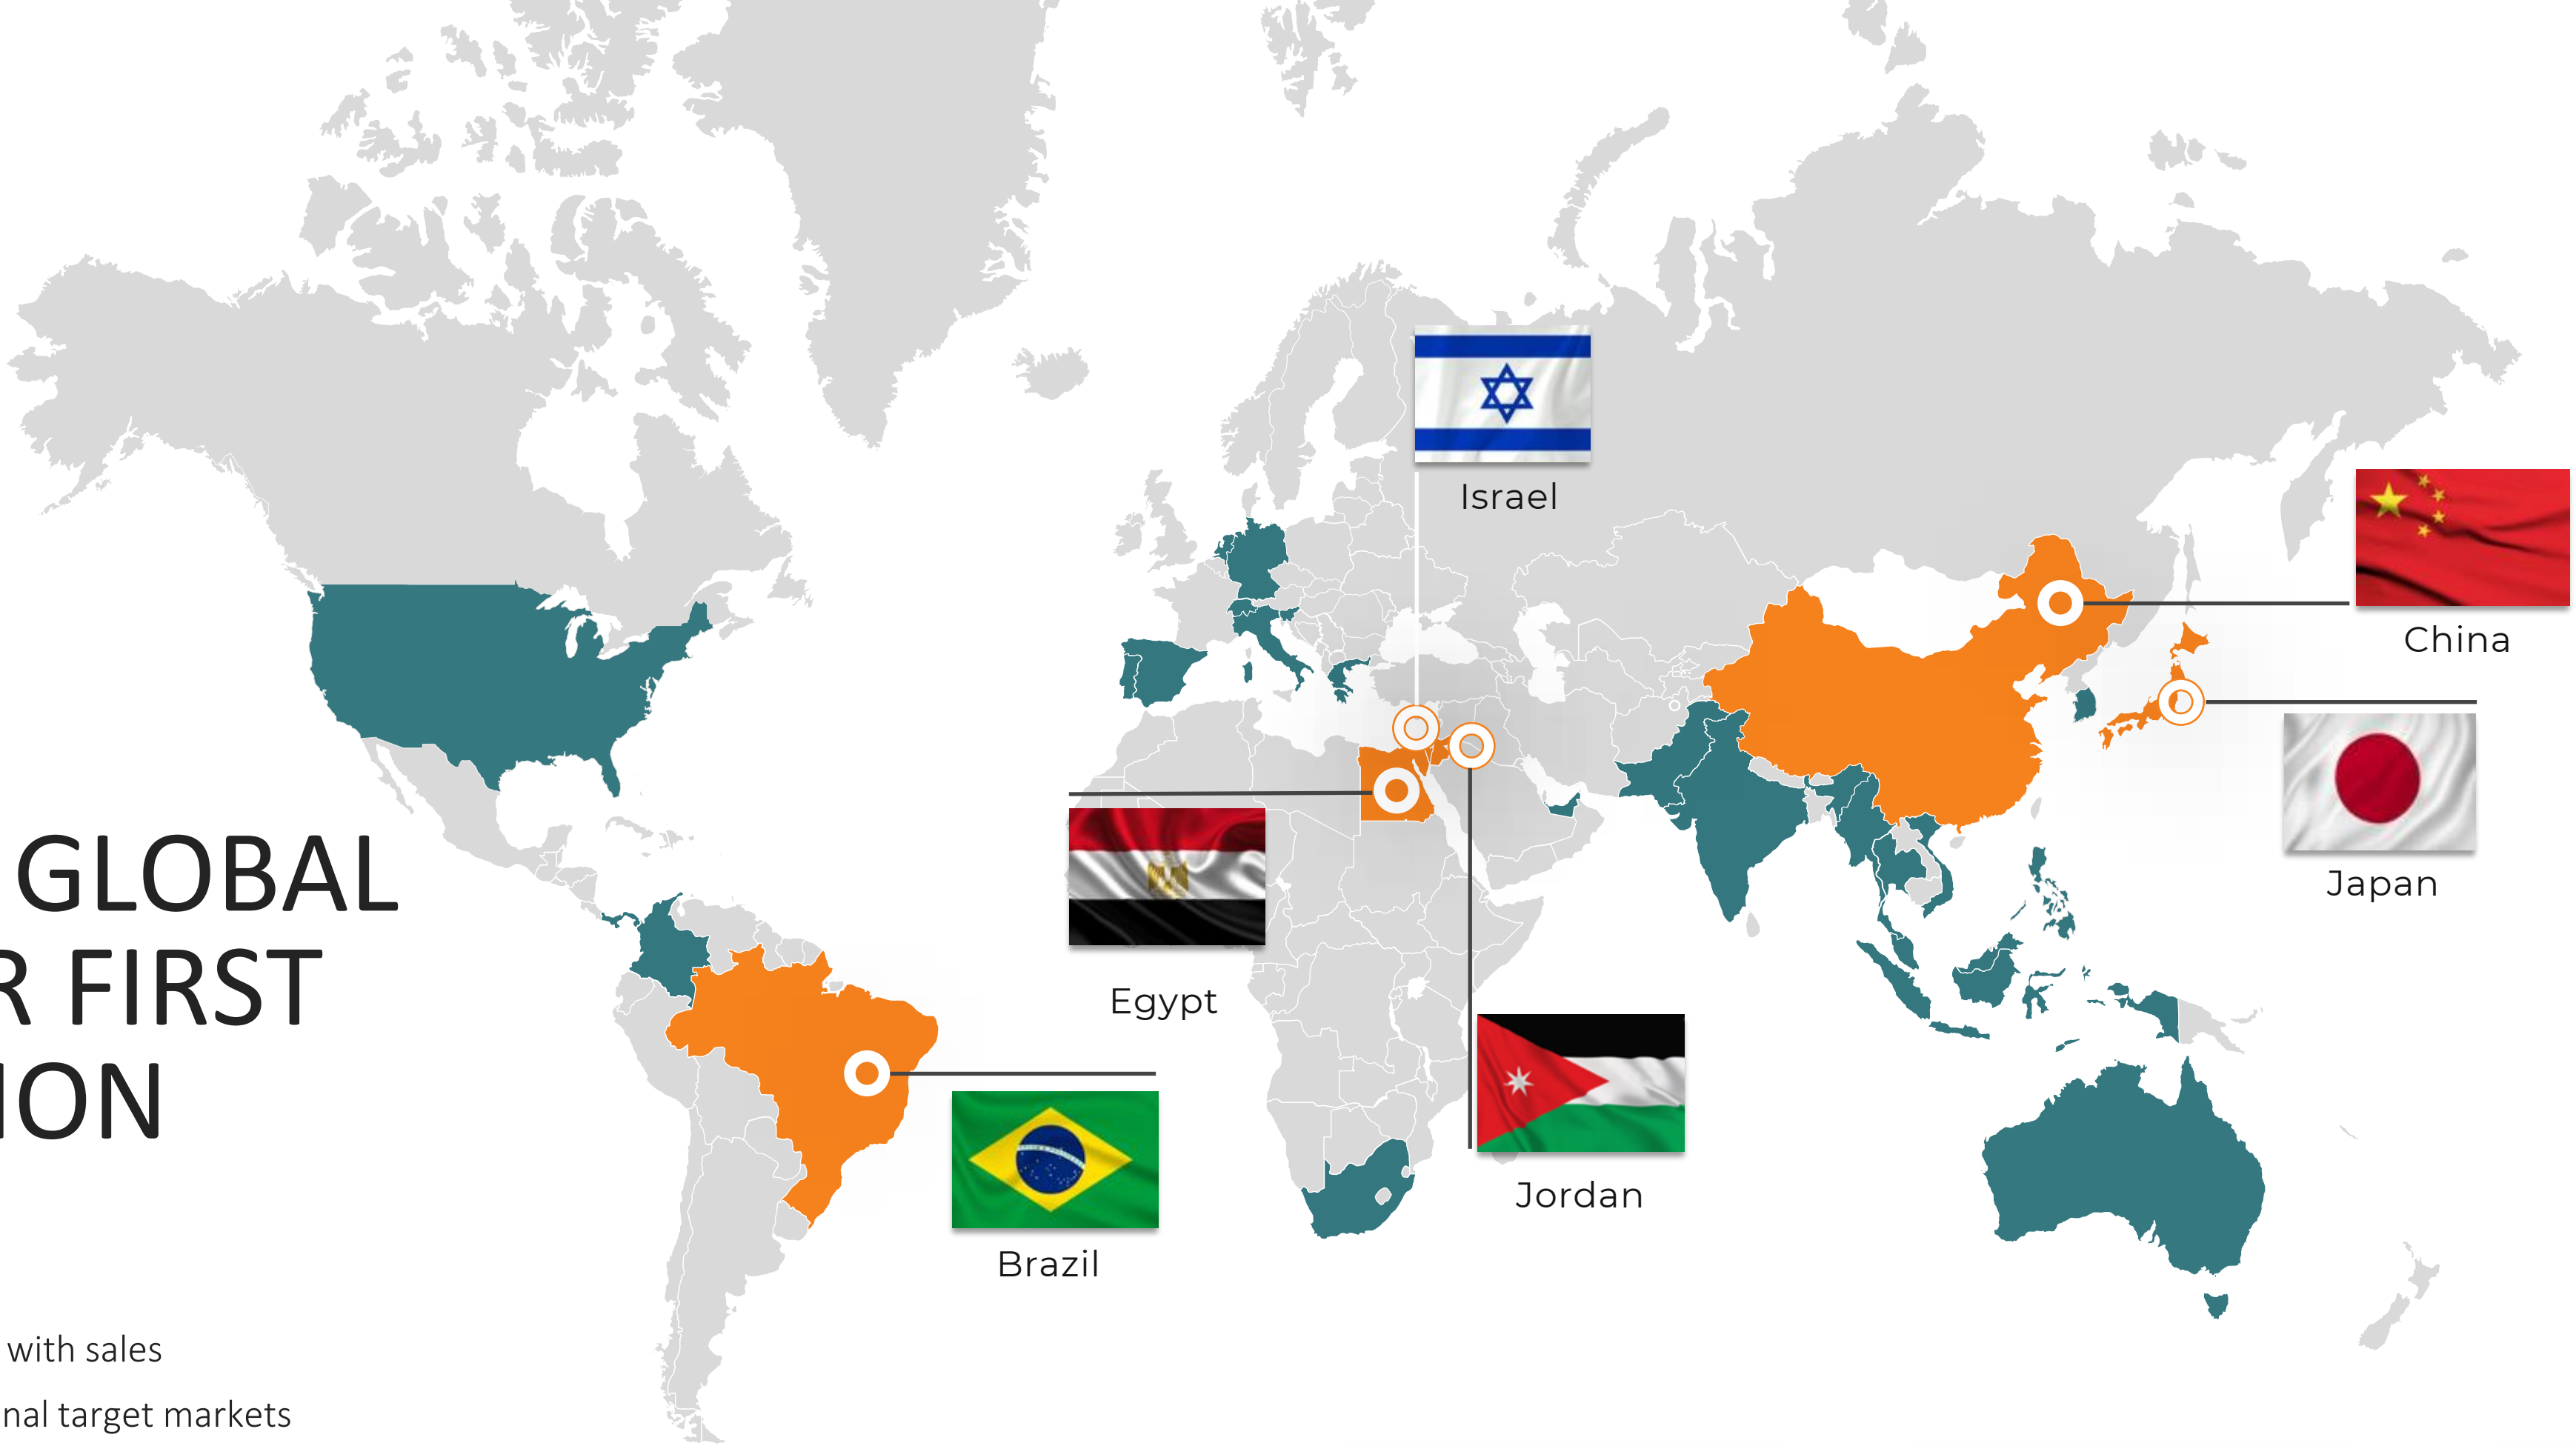 GLOBAL
R FIRST
ION
with sales
nal target markets
Israel
China
Japan
Egypt
Jordan
Brazil